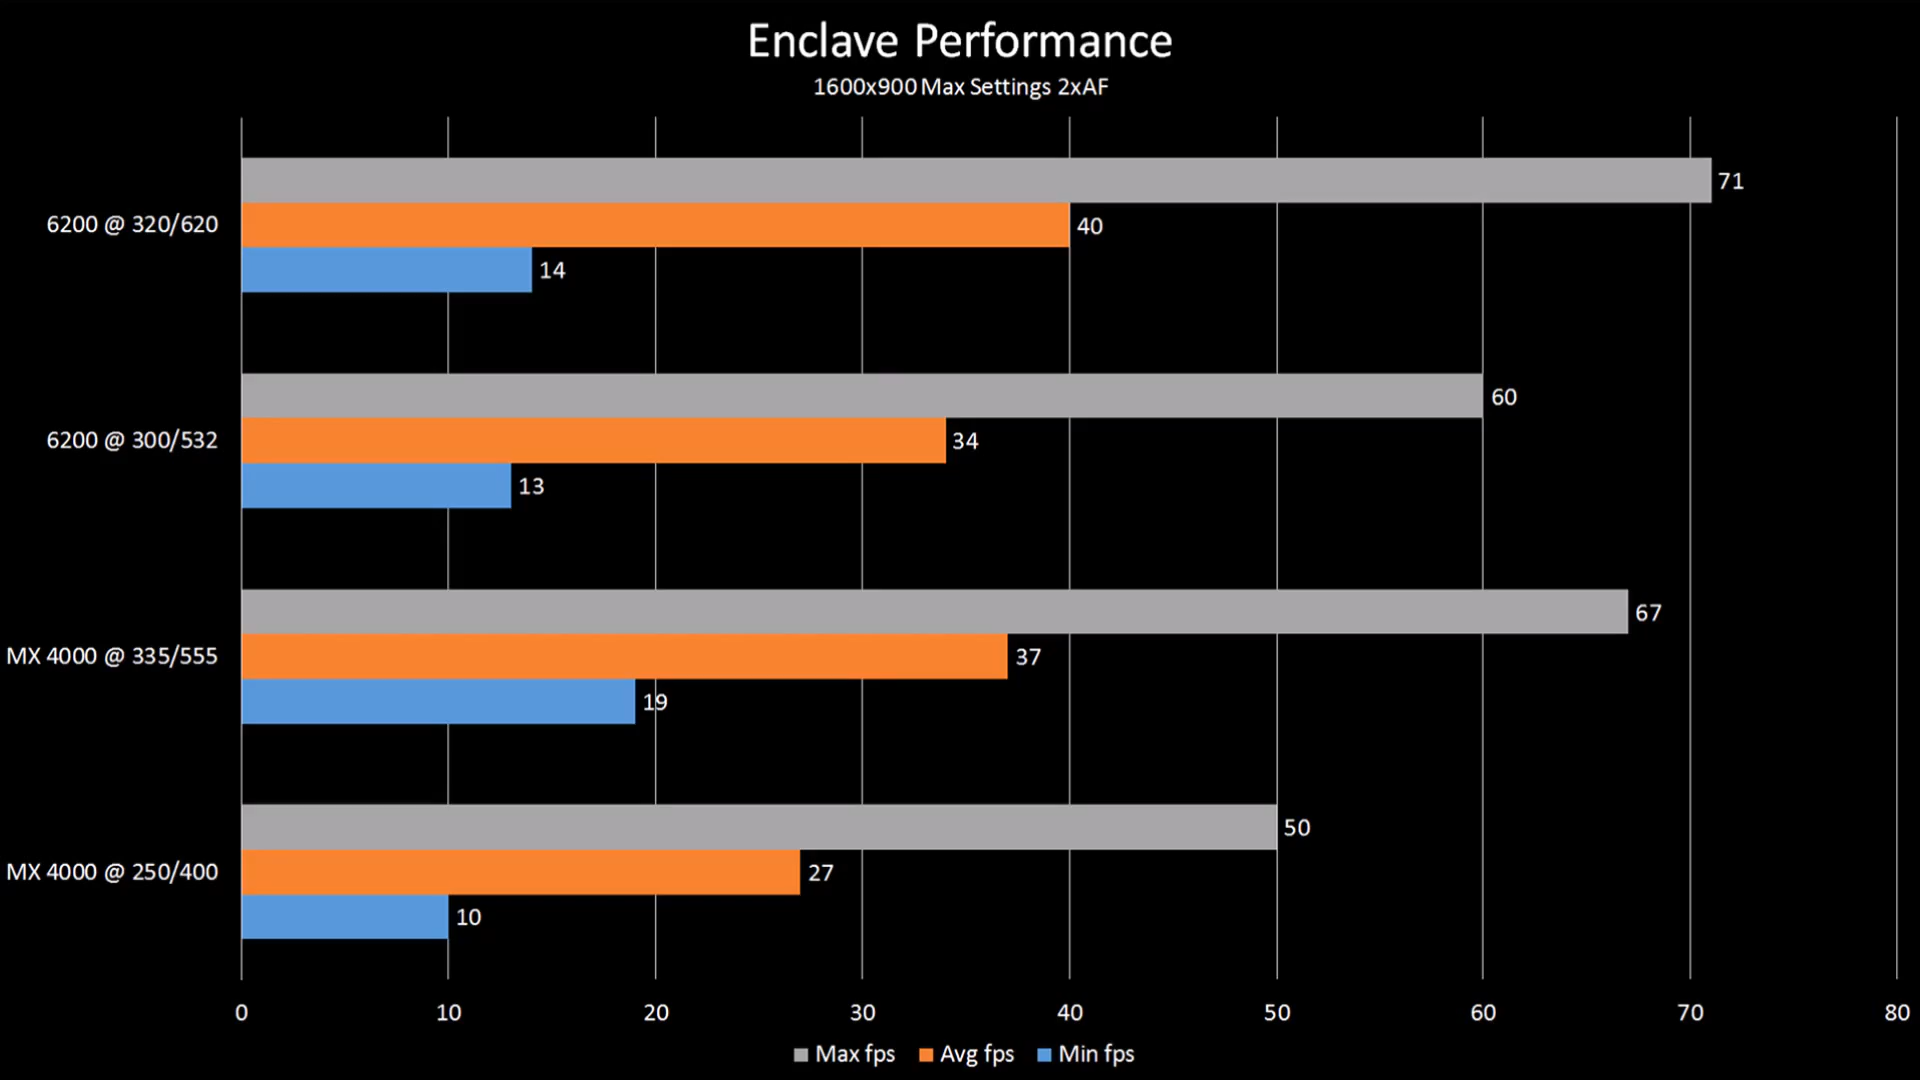 Enclave Performance
1600x900 Max Settings 2xAF
6200 @ 320/620
71
40
14
6200 @ 300/532
60
34
13
MX 4000 @ 335/555
67
37
19
MX 4000 @ 250/400
50
27
10
0 10 20 30 40 50 60 70 80
Max fps Avg fps Min fps